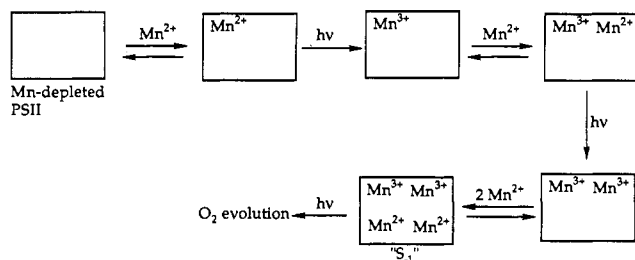 Mn²⁺
Mn²⁺
hν
Mn³⁺
Mn²⁺
Mn³⁺ Mn²⁺
Mn-depleted
PSII
hν
Mn³⁺ Mn³⁺
2 Mn²⁺
Mn³⁺ Mn³⁺
Mn²⁺ Mn²⁺
hν
O₂ evolution
"S₋₁"